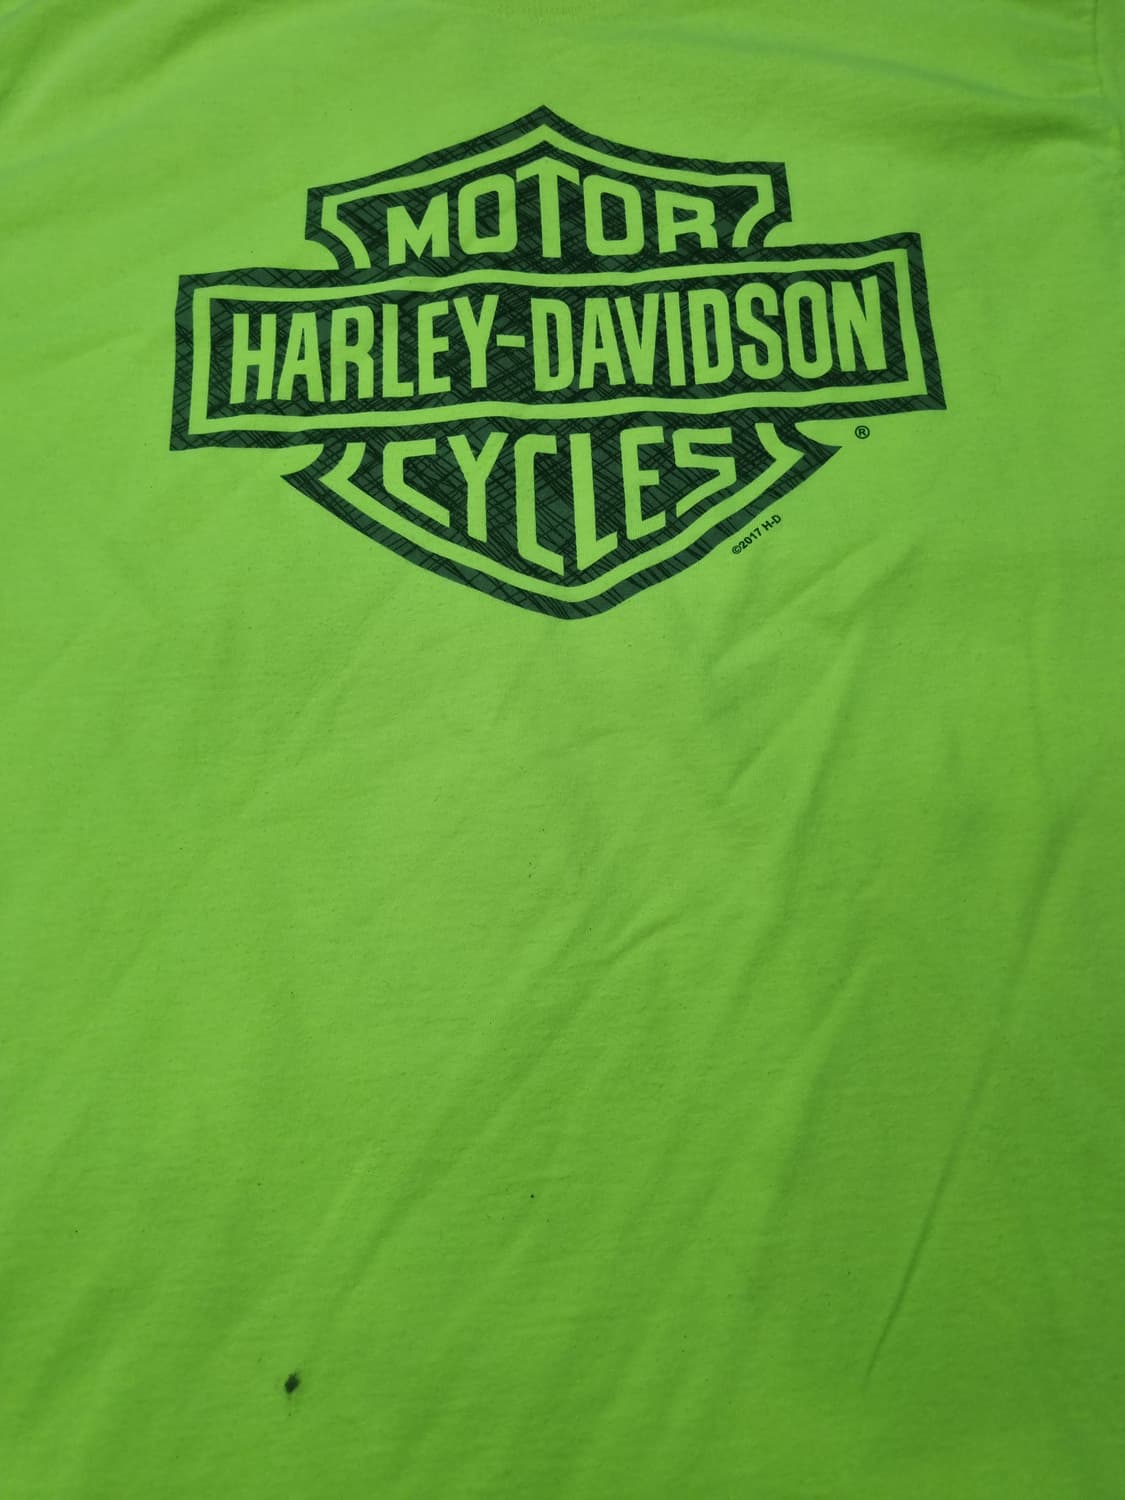 MOTOR
HARLEY-DAVIDSON
CYCLES
®
©2017 H-D